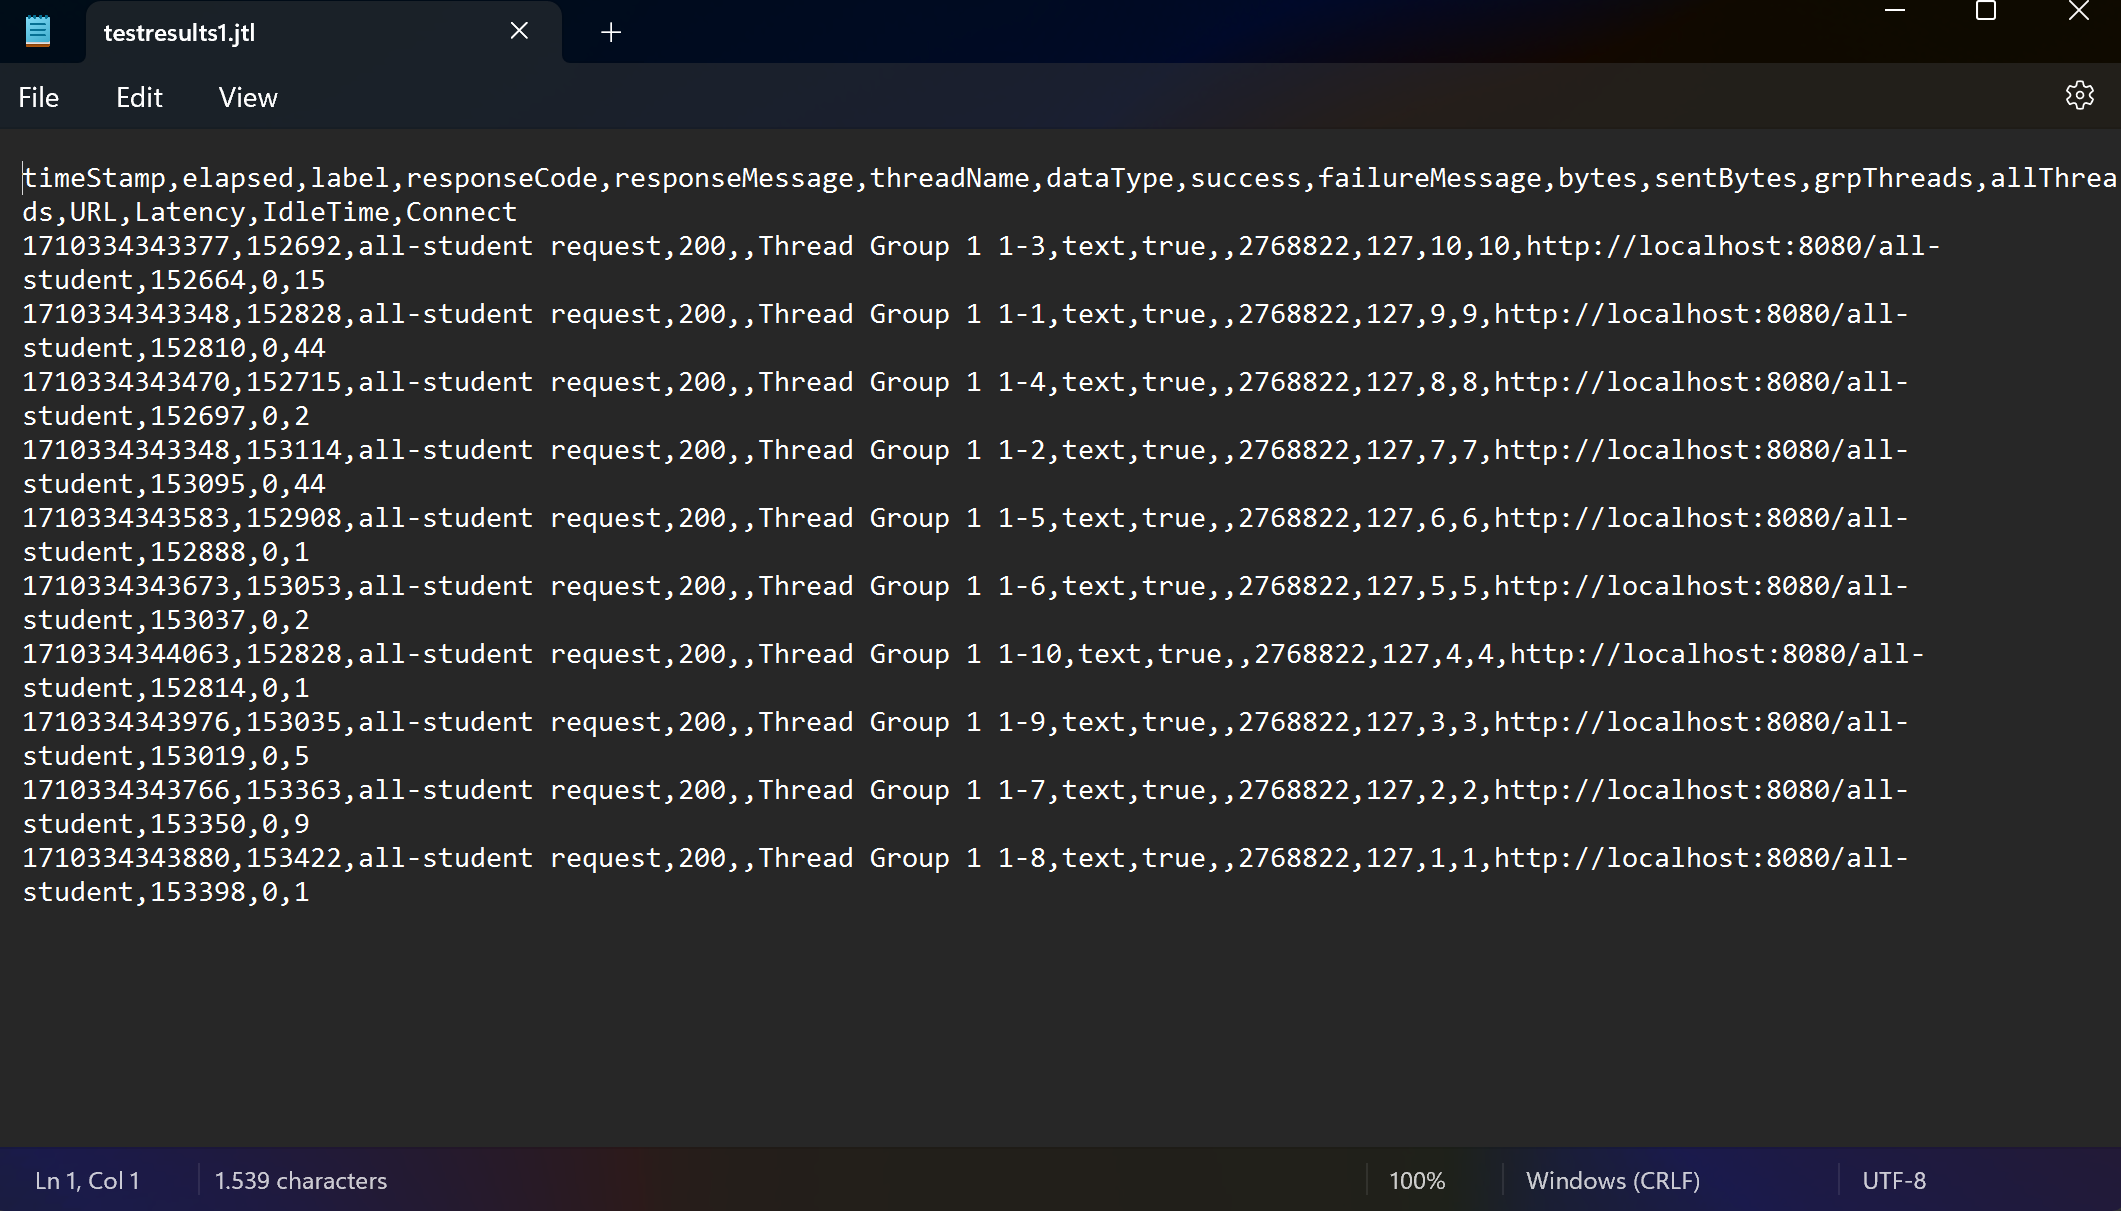 testresults1.jtl
File Edit View
timeStamp,elapsed,label,responseCode,responseMessage,threadName,dataType,success,failureMessage,bytes,sentBytes,grpThreads,allThrea
ds,URL,Latency,IdleTime,Connect
1710334343377,152692,all-student request,200,,Thread Group 1 1-3,text,true,,2768822,127,10,10,http://localhost:8080/all-
student,152664,0,15
1710334343348,152828,all-student request,200,,Thread Group 1 1-1,text,true,,2768822,127,9,9,http://localhost:8080/all-
student,152810,0,44
1710334343470,152715,all-student request,200,,Thread Group 1 1-4,text,true,,2768822,127,8,8,http://localhost:8080/all-
student,152697,0,2
1710334343348,153114,all-student request,200,,Thread Group 1 1-2,text,true,,2768822,127,7,7,http://localhost:8080/all-
student,153095,0,44
1710334343583,152908,all-student request,200,,Thread Group 1 1-5,text,true,,2768822,127,6,6,http://localhost:8080/all-
student,152888,0,1
1710334343673,153053,all-student request,200,,Thread Group 1 1-6,text,true,,2768822,127,5,5,http://localhost:8080/all-
student,153037,0,2
1710334344063,152828,all-student request,200,,Thread Group 1 1-10,text,true,,2768822,127,4,4,http://localhost:8080/all-
student,152814,0,1
1710334343976,153035,all-student request,200,,Thread Group 1 1-9,text,true,,2768822,127,3,3,http://localhost:8080/all-
student,153019,0,5
1710334343766,153363,all-student request,200,,Thread Group 1 1-7,text,true,,2768822,127,2,2,http://localhost:8080/all-
student,153350,0,9
1710334343880,153422,all-student request,200,,Thread Group 1 1-8,text,true,,2768822,127,1,1,http://localhost:8080/all-
student,153398,0,1
Ln 1, Col 1 1.539 characters 100% Windows (CRLF) UTF-8